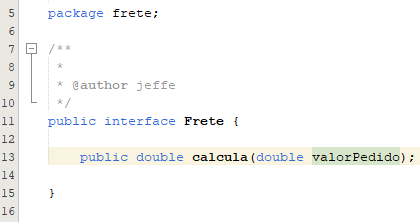 5 package frete;
6
7 /**
8 *
9 * @author jeffe
10 */
11 public interface Frete {
12
13 public double calcula(double valorPedido);
14
15 }
16